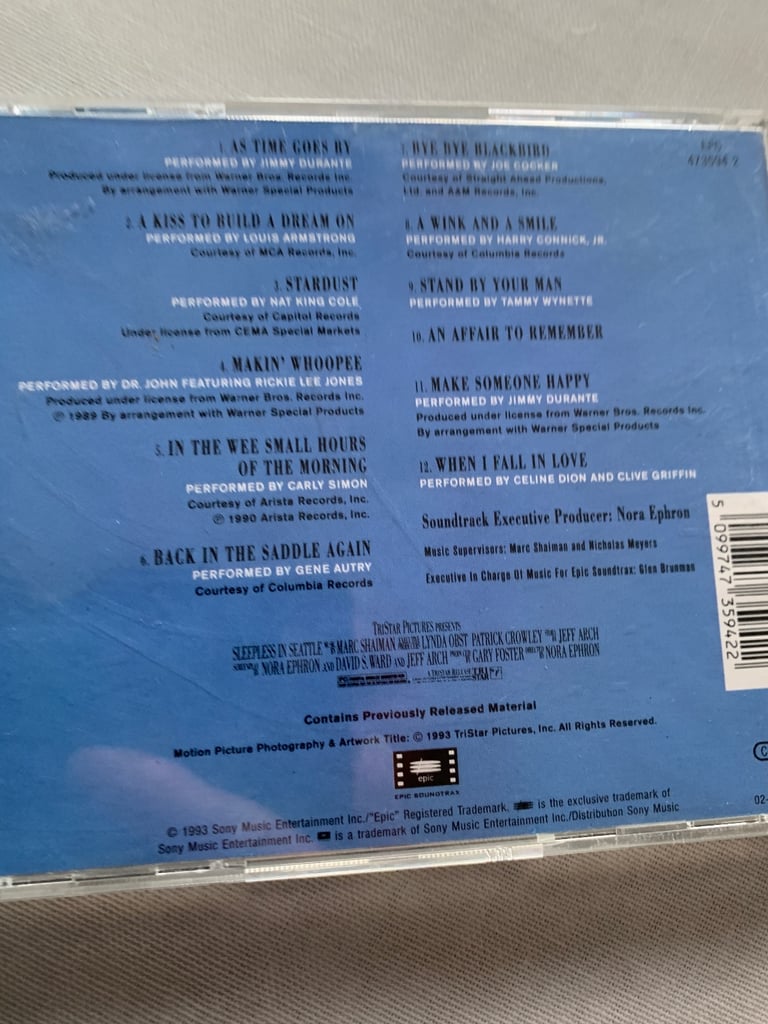 1. AS TIME GOES BY
PERFORMED BY JIMMY DURANTE
Produced under license from Warner Bros. Records Inc.
By arrangement with Warner Special Products
2. A KISS TO BUILD A DREAM ON
PERFORMED BY LOUIS ARMSTRONG
Courtesy of MCA Records, Inc.
3. STARDUST
PERFORMED BY NAT KING COLE
Courtesy of Capitol Records
Under license from CEMA Special Markets
4. MAKIN' WHOOPEE
PERFORMED BY DR. JOHN FEATURING RICKIE LEE JONES
Produced under license from Warner Bros. Records Inc.
℗ 1989 By arrangement with Warner Special Products
5. IN THE WEE SMALL HOURS
OF THE MORNING
PERFORMED BY CARLY SIMON
Courtesy of Arista Records, Inc.
℗ 1990 Arista Records, Inc.
6. BACK IN THE SADDLE AGAIN
PERFORMED BY GENE AUTRY
Courtesy of Columbia Records
7. BYE BYE BLACKBIRD
PERFORMED BY JOE COCKER
Courtesy of Straight Ahead Productions,
Ltd. and A&M Records, Inc.
8. A WINK AND A SMILE
PERFORMED BY HARRY CONNICK, JR.
Courtesy of Columbia Records
9. STAND BY YOUR MAN
PERFORMED BY TAMMY WYNETTE
10. AN AFFAIR TO REMEMBER
11. MAKE SOMEONE HAPPY
PERFORMED BY JIMMY DURANTE
Produced under license from Warner Bros. Records Inc.
By arrangement with Warner Special Products
12. WHEN I FALL IN LOVE
PERFORMED BY CELINE DION AND CLIVE GRIFFIN
Soundtrack Executive Producer: Nora Ephron
Music Supervisors: Marc Shaiman and Nicholas Meyers
Executive In Charge Of Music For Epic Soundtrax: Glen Brunman
EPC
473594 2
5 099747 359422
TRISTAR PICTURES PRESENTS
SLEEPLESS IN SEATTLE MARC SHAIMAN LYNDA OBST PATRICK CROWLEY JEFF ARCH
NORA EPHRON AND DAVID S. WARD AND JEFF ARCH GARY FOSTER NORA EPHRON
A TRISTAR RELEASE
Contains Previously Released Material
Motion Picture Photography & Artwork Title: © 1993 TriStar Pictures, Inc. All Rights Reserved.
epic
EPIC SOUNDTRAX
© 1993 Sony Music Entertainment Inc./"Epic" Registered Trademark. is the exclusive trademark of
Sony Music Entertainment Inc. is a trademark of Sony Music Entertainment Inc./Distribution Sony Music
02-